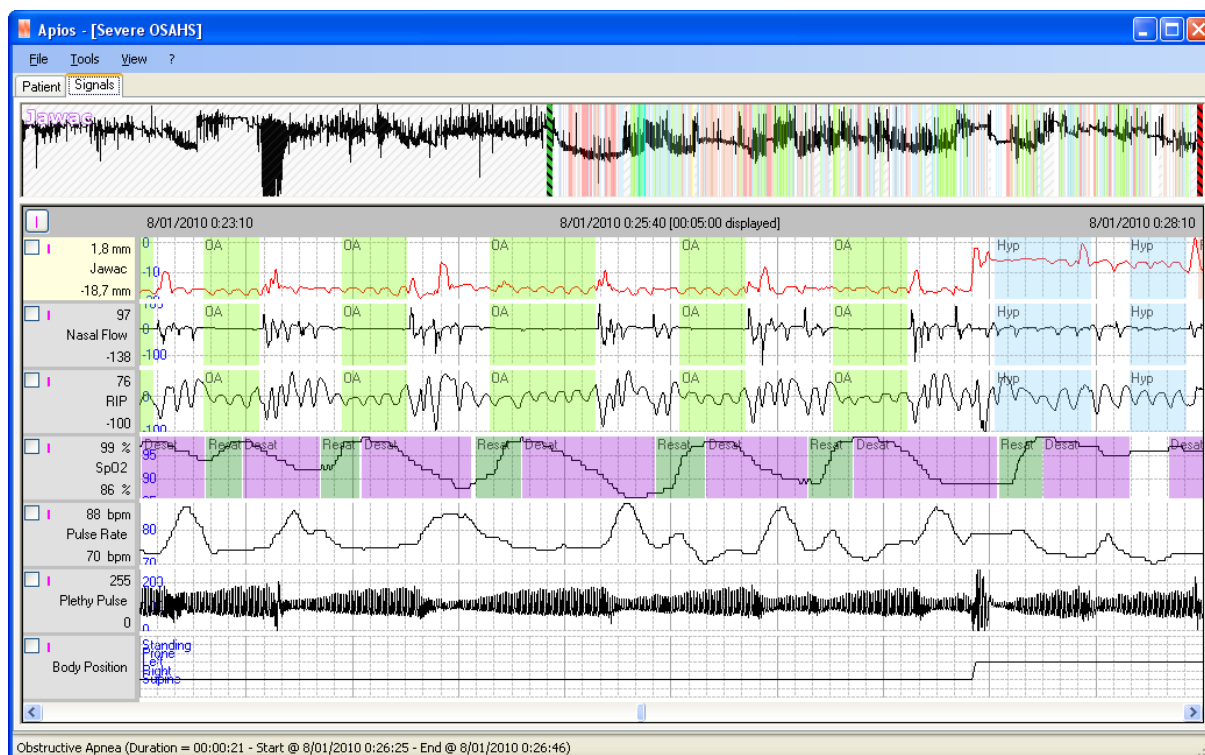 Apios - [Severe OSAHS]
File Tools View ?
Patient Signals
Jawac
8/01/2010 0:23:10 8/01/2010 0:25:40 [00:05:00 displayed] 8/01/2010 0:28:10
1,8 mm
Jawac
-18,7 mm
0
-10
OA OA OA OA OA Hyp Hyp
97
Nasal Flow
-138
0
-100
OA OA OA OA OA Hyp Hyp
76
RIP
-100
0
-100
OA OA OA OA OA Hyp Hyp
99 %
SpO2
86 %
95
90
Desat Resat Desat Resat Desat Resat Desat Resat Desat Resat Desat Resat Desat Desat
88 bpm
Pulse Rate
70 bpm
80
70
255
Plethy Pulse
0
200
0
Body Position
Standing
Prone
Left
Right
Supine
Obstructive Apnea (Duration = 00:00:21 - Start @ 8/01/2010 0:26:25 - End @ 8/01/2010 0:26:46)